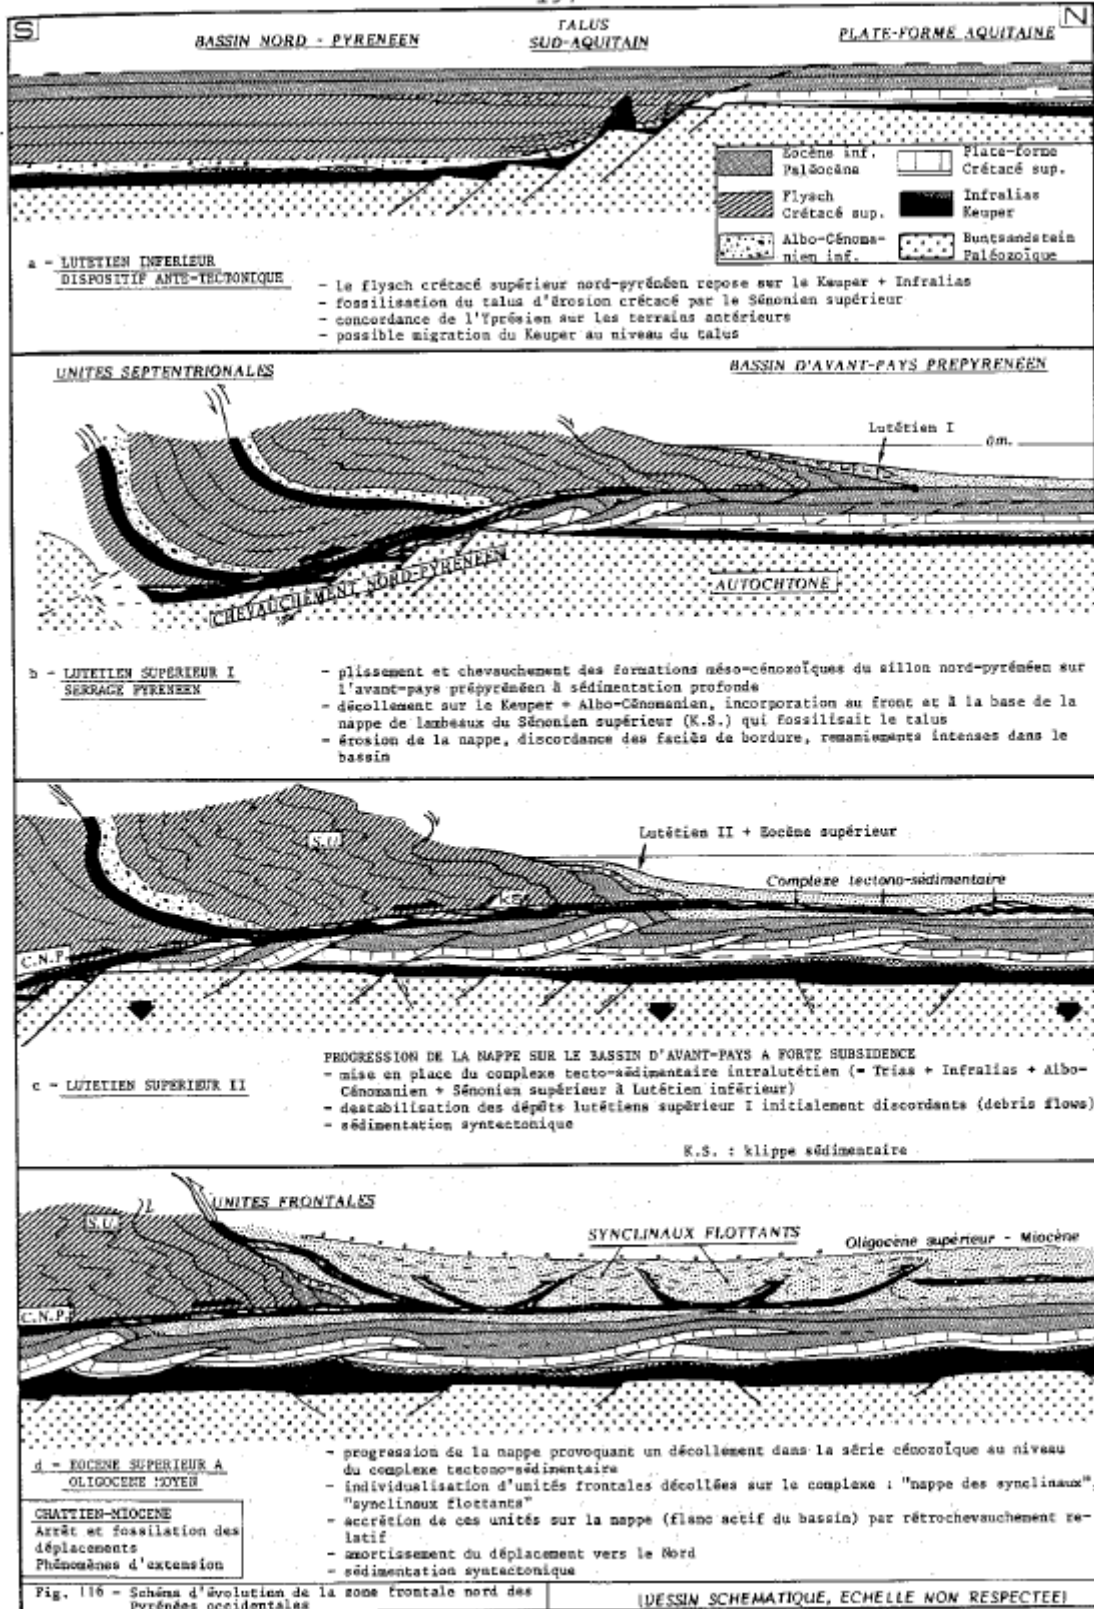 S
N
BASSIN NORD - PYRENEEN
TALUS
SUD-AQUITAIN
PLATE-FORME AQUITAINE
Eocène inf.
Paléocène
Plate-forme
Crétacé sup.
Flysch
Crétacé sup.
Infralias
Keuper
Albo-Cénoma-
nien inf.
Buntsandstein
Paléozoïque
a - LUTETIEN INFERIEUR
DISPOSITIF ANTE-TECTONIQUE
- Le flysch crétacé supérieur nord-pyrénéen repose sur le Keuper + Infralias
- fossilisation du talus d'érosion crétacé par le Sénonien supérieur
- concordance de l'Yprésien sur les terrains antérieurs
- possible migration du Keuper au niveau du talus
UNITES SEPTENTRIONALES
BASSIN D'AVANT-PAYS PREPYRENEEN
Lutétien I
0m.
CHEVAUCHEMENT NORD-PYRENEEN
AUTOCHTONE
b - LUTETIEN SUPERIEUR I
SERRAGE PYRENEEN
- plissement et chevauchement des formations méso-cénozoïques du sillon nord-pyrénéen sur
l'avant-pays prépyrénéen à sédimentation profonde
- décollement sur le Keuper + Albo-Cénomanien, incorporation au front et à la base de la
nappe de lambeaux du Sénonien supérieur (K.S.) qui fossilisait le talus
- érosion de la nappe, discordance des faciès de bordure, remaniements intenses dans le
bassin
S.U.
Lutétien II + Eocène supérieur
KS
Complexe tectono-sédimentaire
C.N.P.
c - LUTETIEN SUPERIEUR II
PROGRESSION DE LA NAPPE SUR LE BASSIN D'AVANT-PAYS A FORTE SUBSIDENCE
- mise en place du complexe tecto-sédimentaire intralutétien (= Trias + Infralias + Albo-
Cénomanien + Sénonien supérieur à Lutétien inférieur)
- destabilisation des dépôts lutétiens supérieur I initialement discordants (debris flows)
- sédimentation syntectonique
K.S. : klippe sédimentaire
UNITES FRONTALES
S.U.
SYNCLINAUX FLOTTANTS
Oligocène supérieur - Miocène
C.N.P.
d - EOCENE SUPERIEUR A
OLIGOCENE MOYEN
- progression de la nappe provoquant un décollement dans la série cénozoïque au niveau
du complexe tectono-sédimentaire
- individualisation d'unités frontales décollées sur le complexe : "nappe des synclinaux",
"synclinaux flottants"
- accrétion de ces unités sur la nappe (flanc actif du bassin) par rétrochevauchement re-
latif
- amortissement du déplacement vers le Nord
- sédimentation syntectonique
CHATTIEN-MIOCENE
Arrêt et fossilation des
déplacements
Phénomènes d'extension
Fig. 116 - Schéma d'évolution de la zone frontale nord des
Pyrénées occidentales
(DESSIN SCHEMATIQUE, ECHELLE NON RESPECTEE)